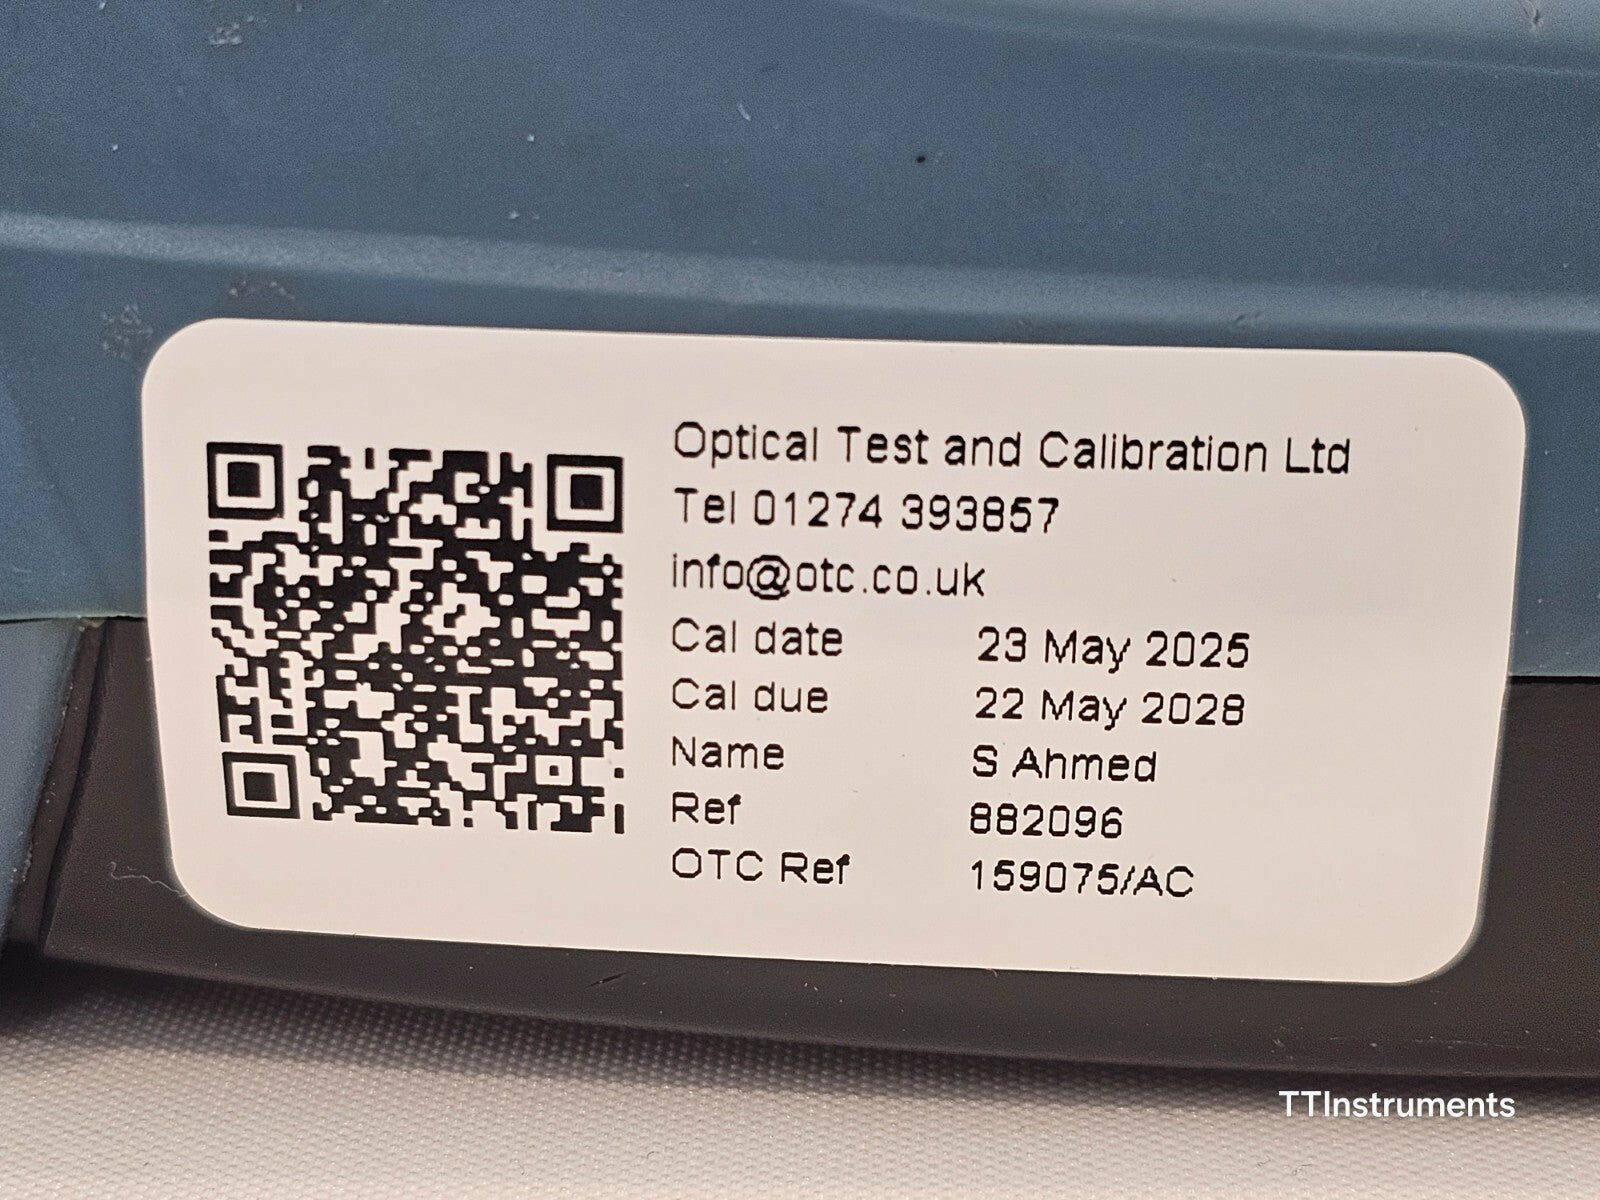 Optical Test and Calibration Ltd
Tel 01274 393857
info@otc.co.uk
Cal date 23 May 2025
Cal due 22 May 2028
Name S Ahmed
Ref 882096
OTC Ref 159075/AC
TTInstruments